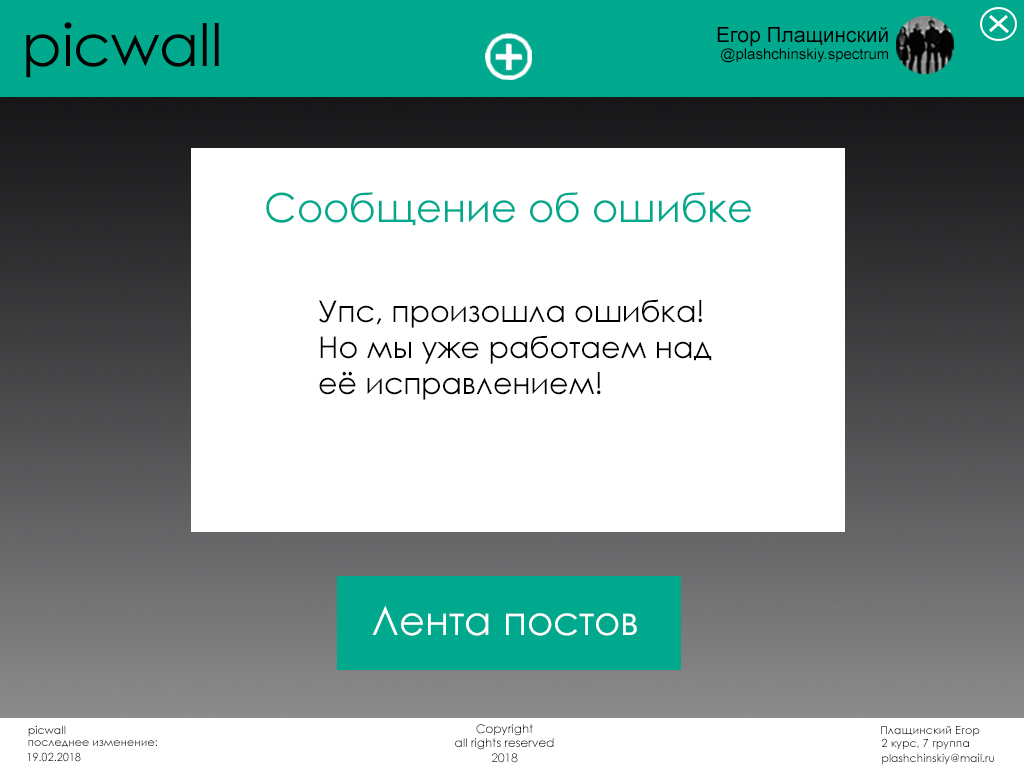 picwall
Егор Плащинский
@plashchinskiy.spectrum
Сообщение об ошибке
Упс, произошла ошибка!
Но мы уже работаем над
её исправлением!
Лента постов
picwall
последнее изменение:
19.02.2018
Copyright
all rights reserved
2018
Плащинский Егор
2 курс, 7 группа
plashchinskiy@mail.ru